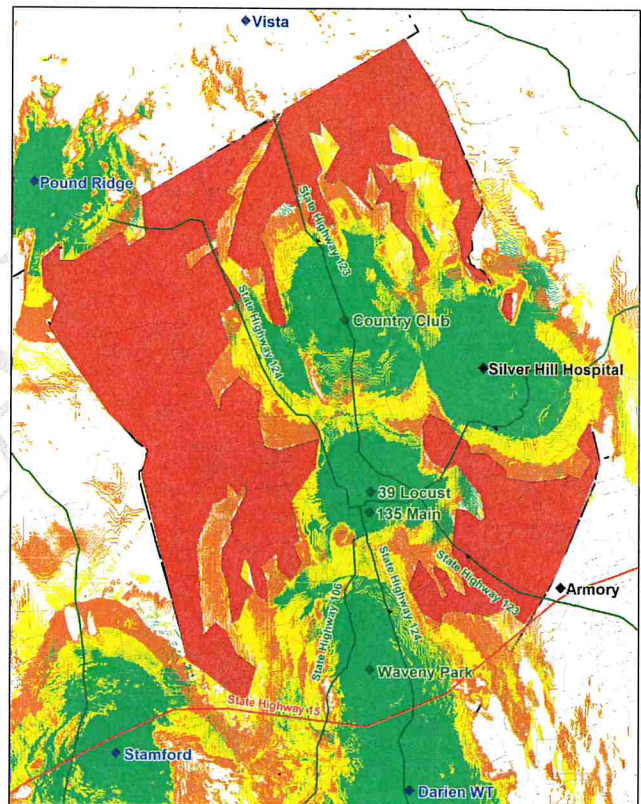 Vista
Pound Ridge
State Highway 123
Country Club
State Highway 124
Silver Hill Hospital
39 Locust
135 Main
State Highway 123
Armory
State Highway 106
State Highway 124
Waveny Park
State Highway 15
Stamford
Darien WT